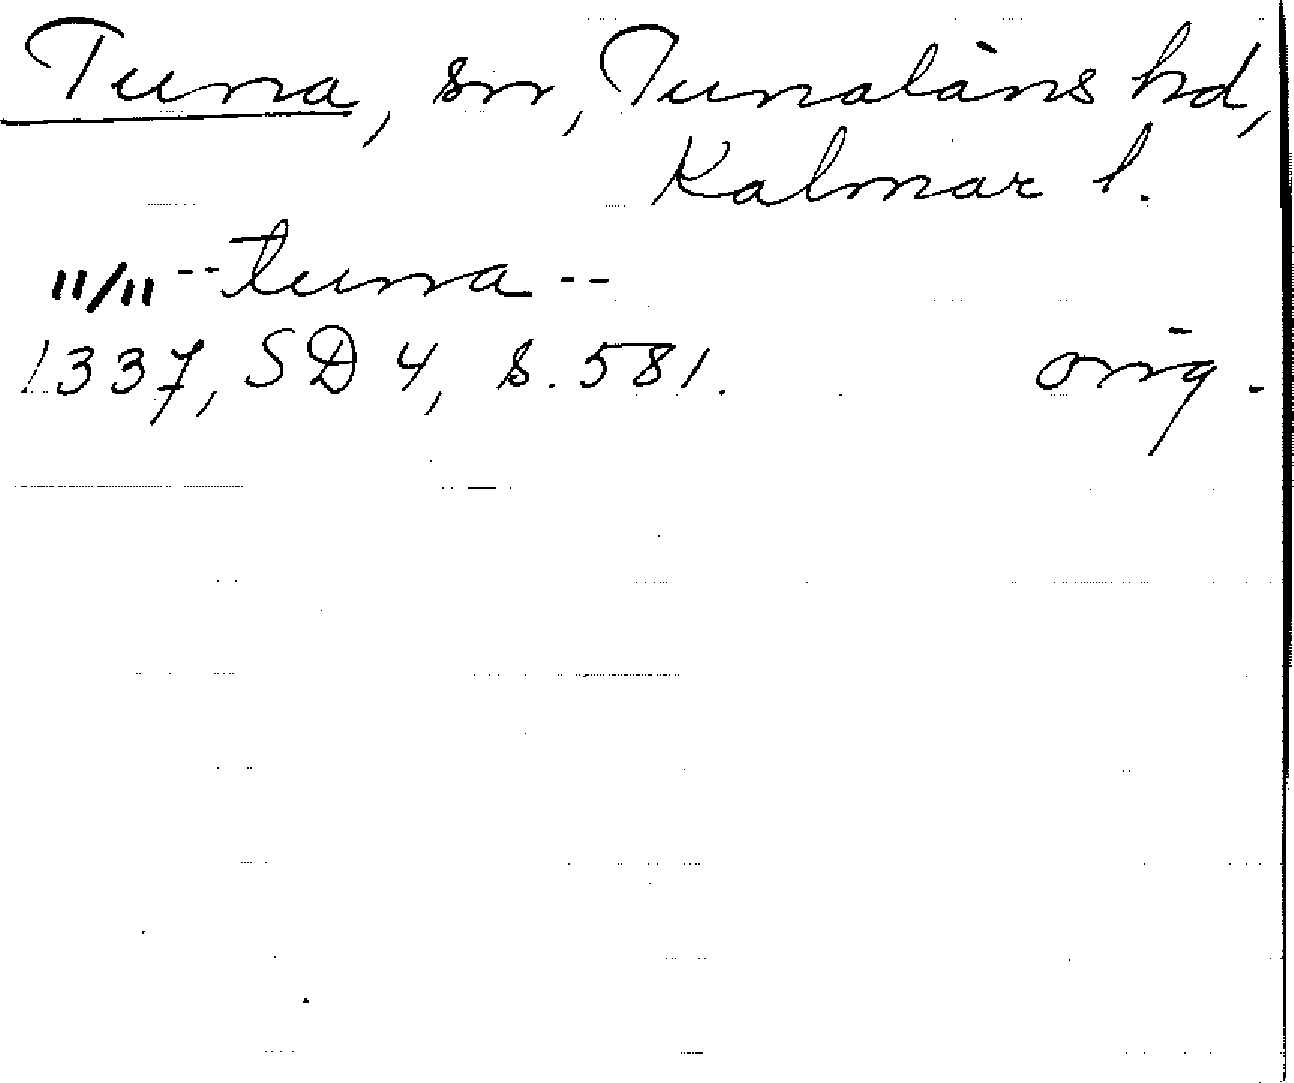 Tuna, sn, Tunaläns hd,
Kalmar l.
11/11 -- tuna --
1337, SD 4, s. 581. orig.